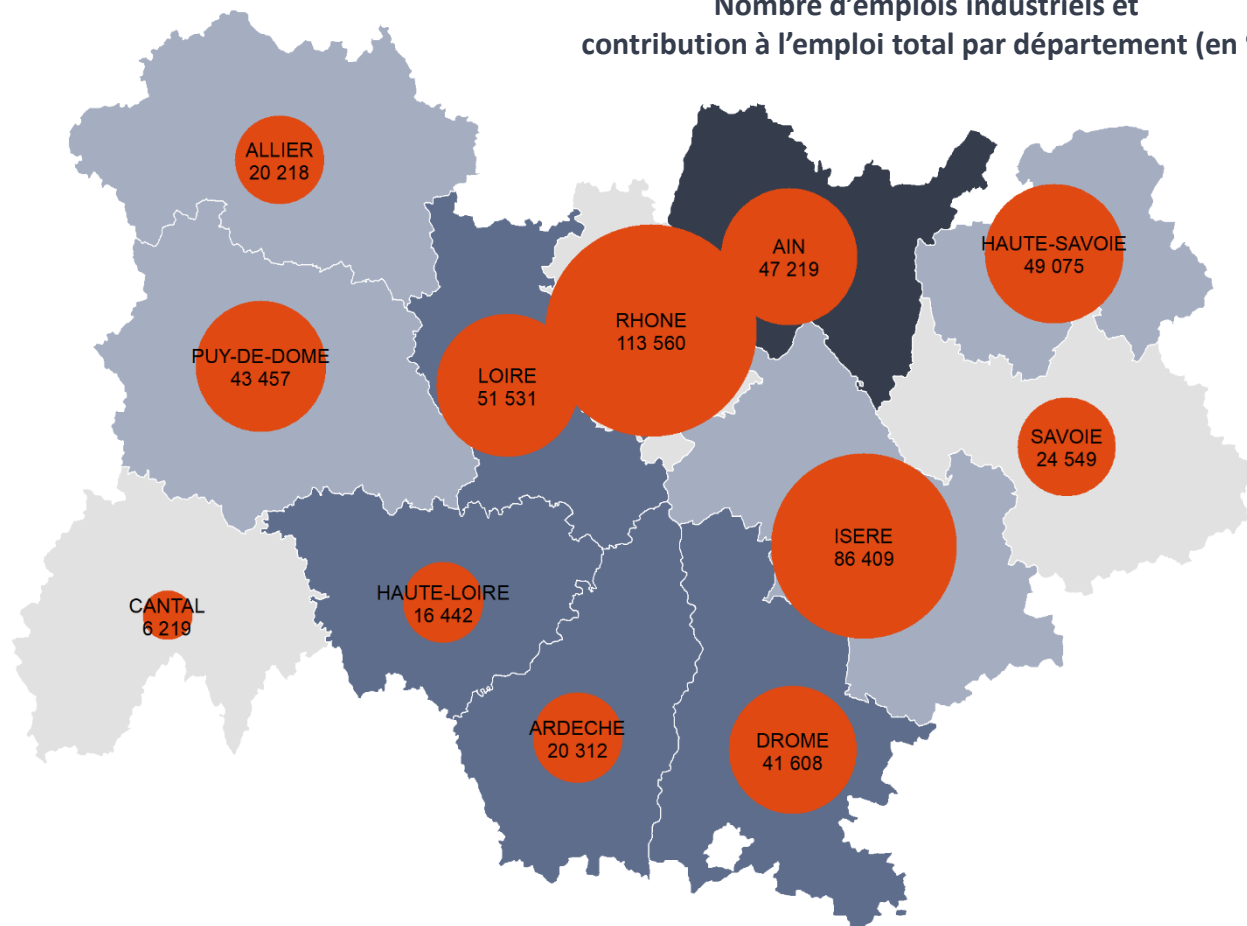 Nombre d'emplois industriels et
contribution à l'emploi total par département (en %
ALLIER
20 218
AIN
47 219
HAUTE-SAVOIE
49 075
RHONE
113 560
PUY-DE-DOME
43 457
LOIRE
51 531
SAVOIE
24 549
ISERE
86 409
HAUTE-LOIRE
16 442
CANTAL
6 219
ARDECHE
20 312
DROME
41 608